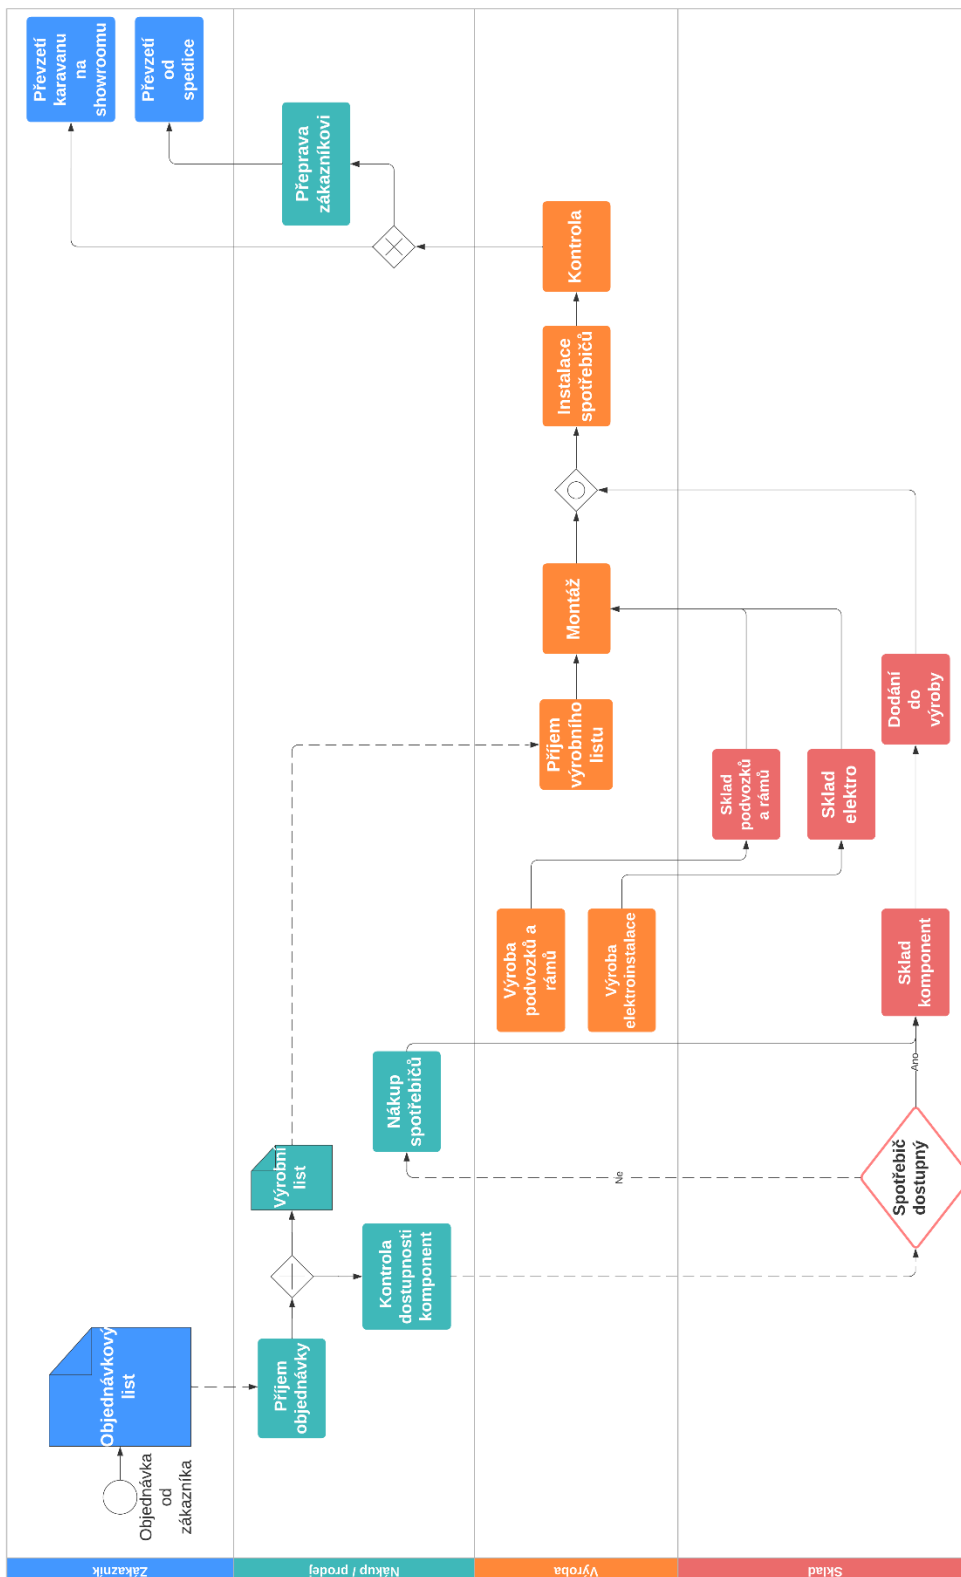 Zákazník
Objednávka
od
zákazníka
Objednávkový
list
Převzetí
karavanu
na
showroomu
Převzetí
od
spedice
Nákup / prodej
Příjem
objednávky
Výrobní
list
Kontrola
dostupnosti
komponent
Nákup
spotřebičů
Přeprava
zákazníkovi
Výroba
Výroba
podvozků a
rámů
Výroba
elektroinstalace
Příjem
výrobního
listu
Montáž
Instalace
spotřebičů
Kontrola
Sklad
Spotřebič
dostupný
Ne
Ano
Sklad
komponent
Sklad
podvozků
a rámů
Sklad
elektro
Dodání
do
výroby